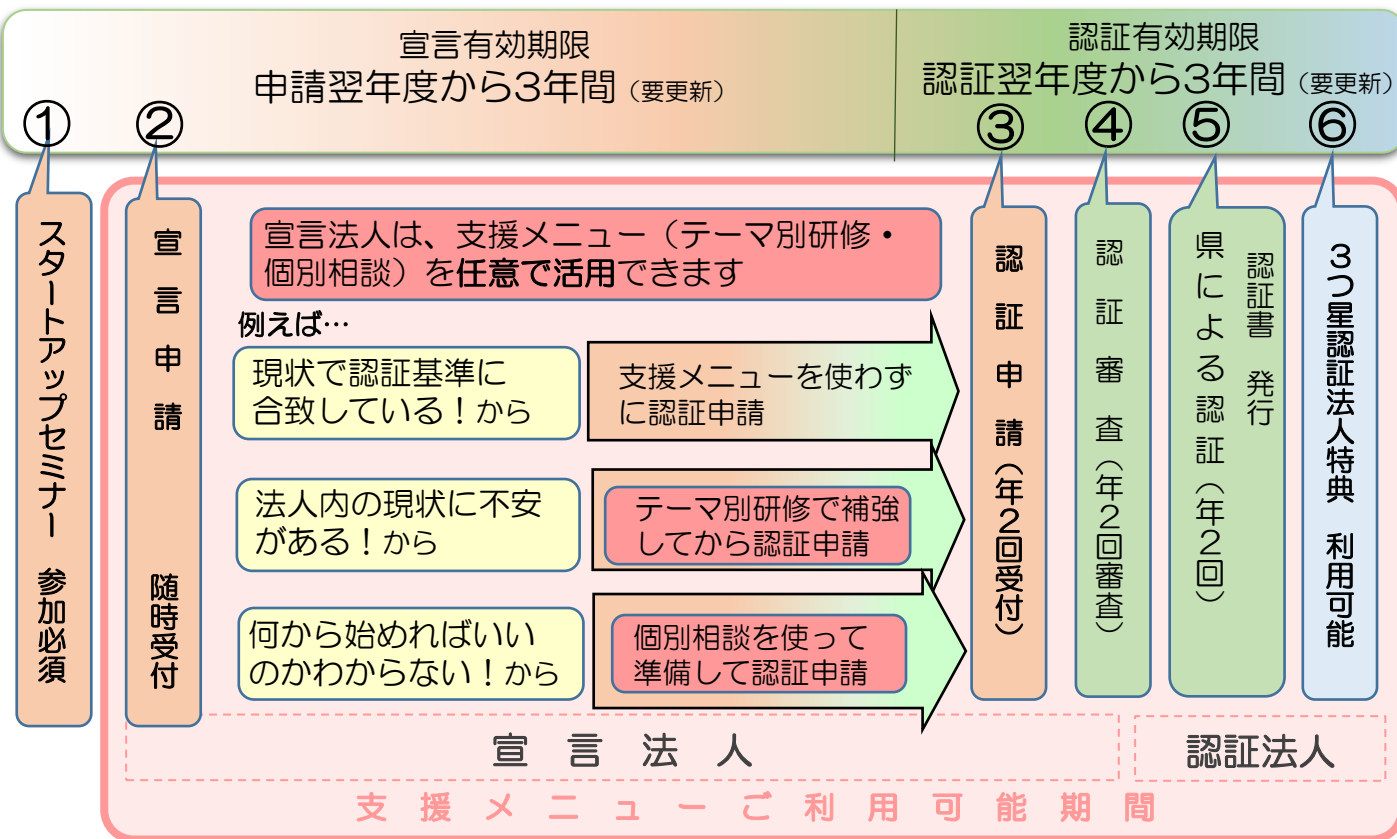 宣言有効期限
申請翌年度から3年間（要更新）
認証有効期限
認証翌年度から3年間（要更新）
①
②
③
④
⑤
⑥
スタートアップセミナー　参加必須
宣言申請　随時受付
宣言法人は、支援メニュー（テーマ別研修・
個別相談）を任意で活用できます
例えば…
現状で認証基準に
合致している！から
支援メニューを使わず
に認証申請
法人内の現状に不安
がある！から
テーマ別研修で補強
してから認証申請
何から始めればいい
のかわからない！から
個別相談を使って
準備して認証申請
認証申請（年２回受付）
認証審査（年２回審査）
県による認証（年２回）
認証書　発行
３つ星認証法人特典　利用可能
宣言法人
認証法人
支援メニューご利用可能期間